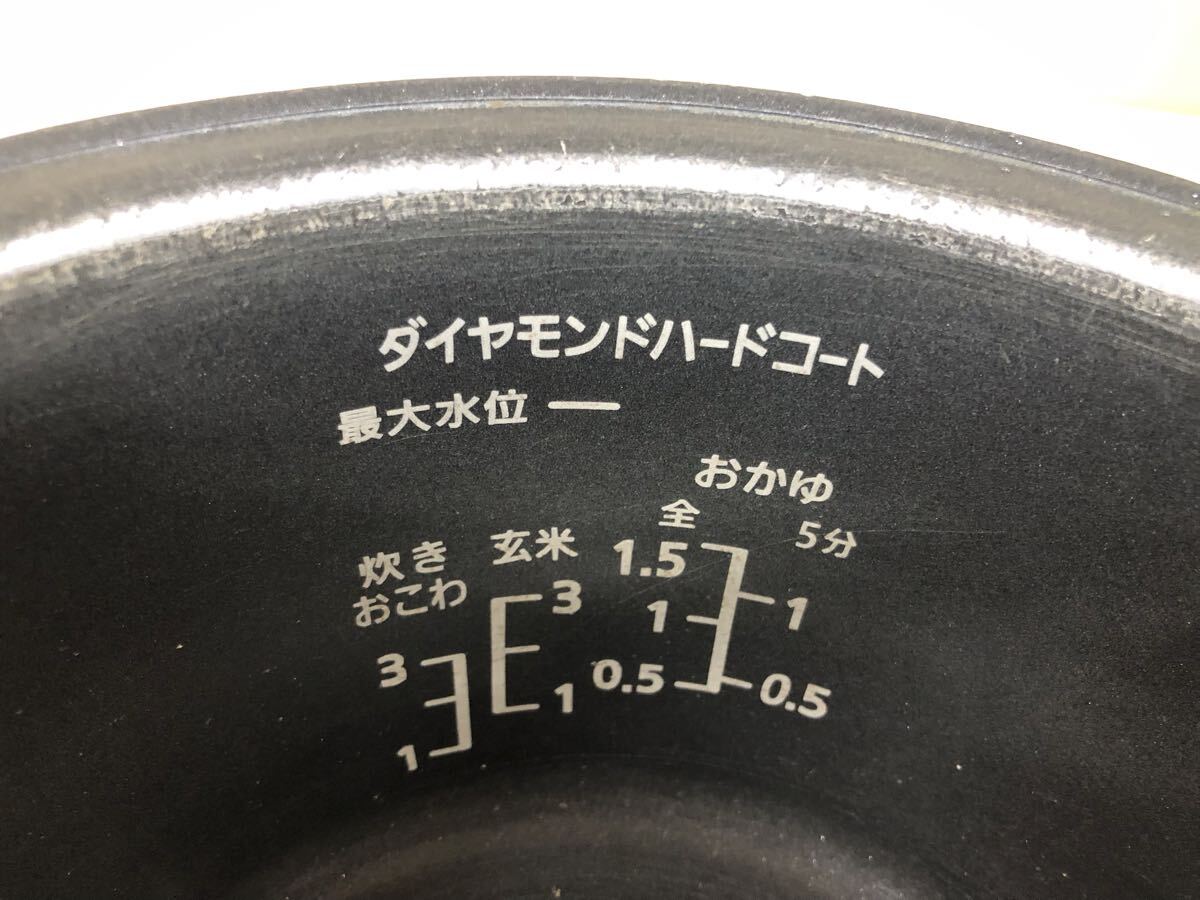 ダイヤモンドハードコート
最大水位
おかゆ
全 5分
炊き
おこわ
玄米
1.5
1 1
0.5 0.5
3
1
3
1